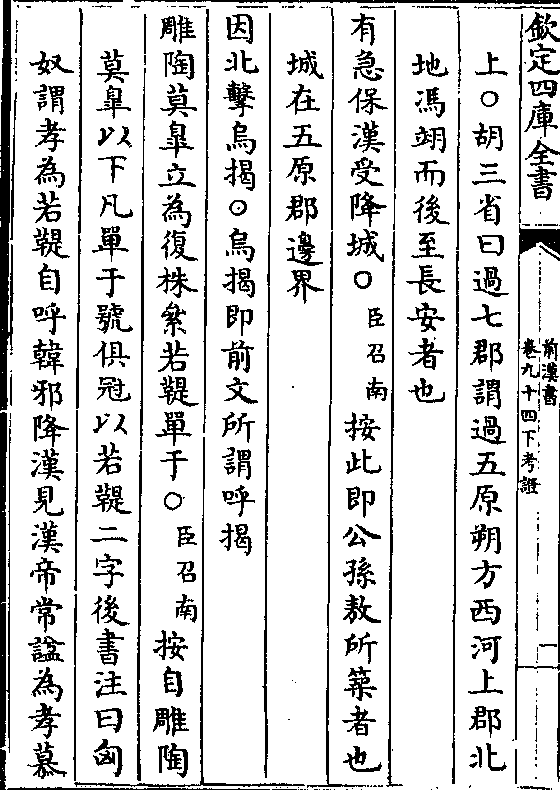 欽定四庫全書
前漢書
卷九十四下考證
一
上○胡三省曰過七郡謂過五原朔方西河上郡北
地馮翊而後至長安者也
有急保漢受降城○臣召南按此即公孫敖所築者也
城在五原郡邊界
因北擊烏揭○烏揭即前文所謂呼揭
雕陶莫皐立為復株絫若鞮單于○臣召南按自雕陶
莫皐以下凡單于號俱冠以若鞮二字後書注曰匈
奴謂孝為若鞮自呼韓邪降漢見漢帝常諡為孝慕